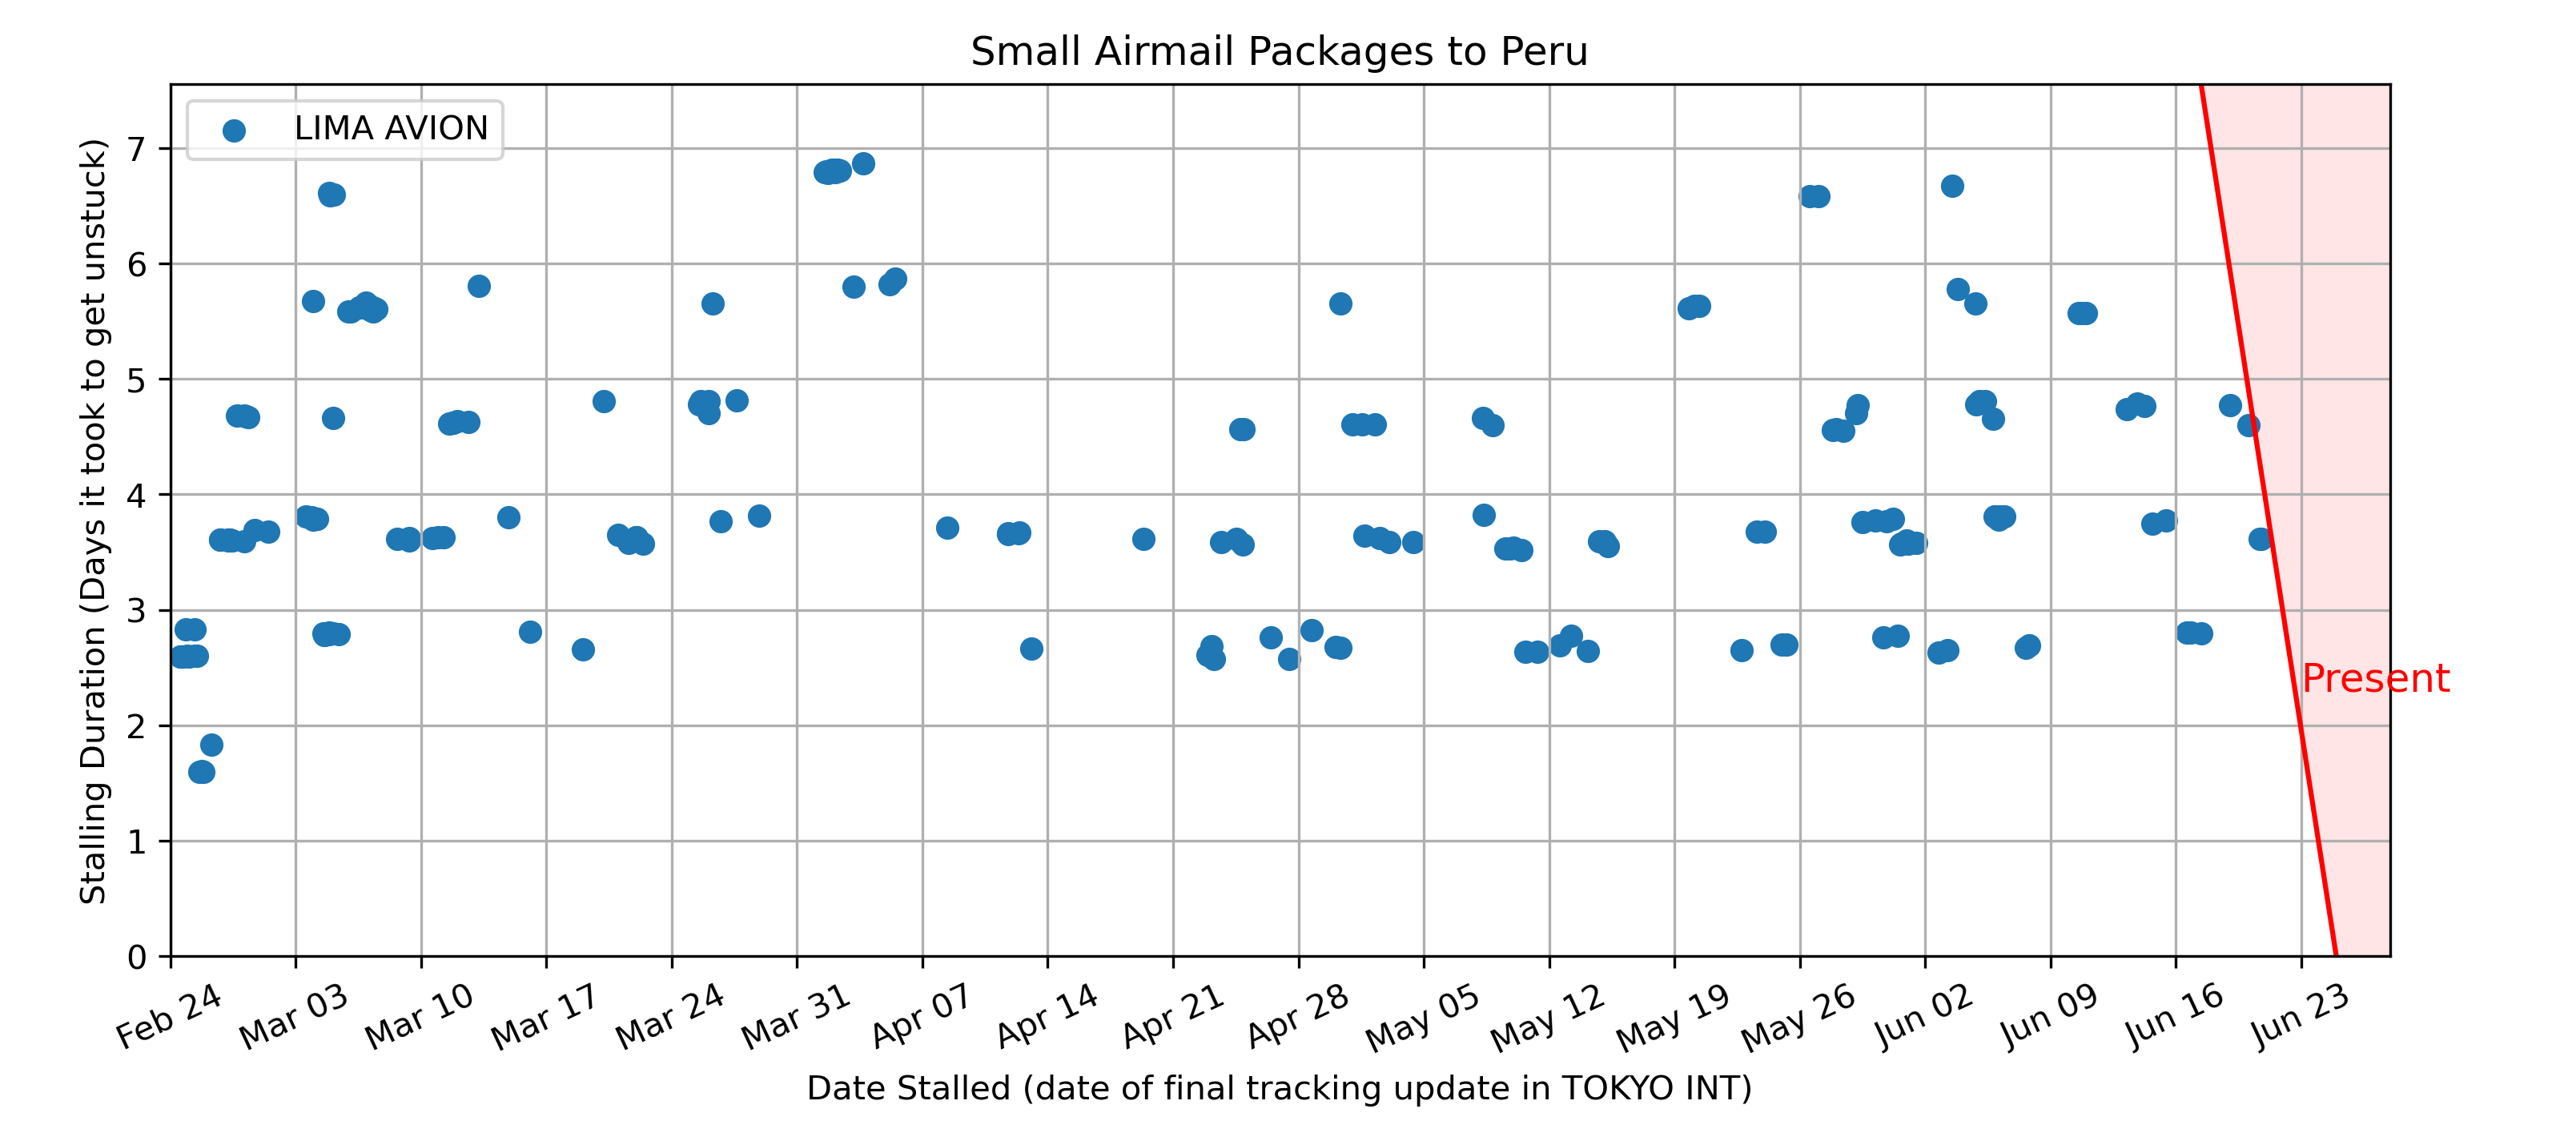 Small Airmail Packages to Peru
LIMA AVION
Stalling Duration (Days it took to get unstuck)
7
6
5
4
3
2
1
0
Present
Feb 24
Mar 03
Mar 10
Mar 17
Mar 24
Mar 31
Apr 07
Apr 14
Apr 21
Apr 28
May 05
May 12
May 19
May 26
Jun 02
Jun 09
Jun 16
Jun 23
Date Stalled (date of final tracking update in TOKYO INT)